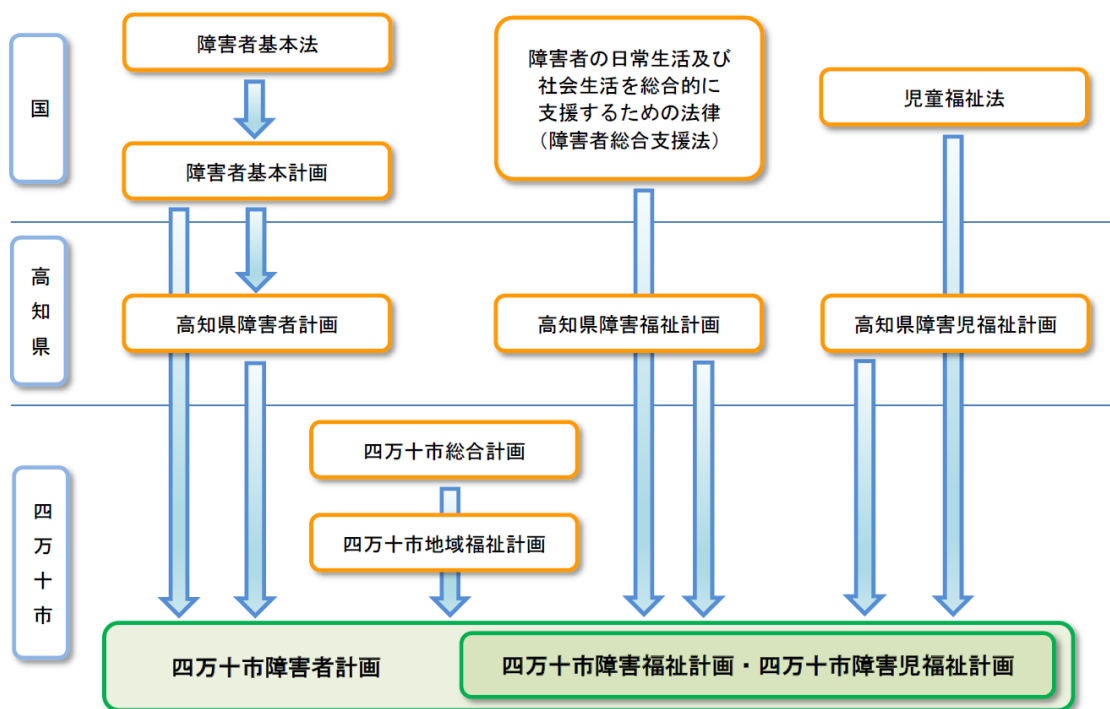 国
障害者基本法
障害者基本計画
障害者の日常生活及び
社会生活を総合的に
支援するための法律
（障害者総合支援法）
児童福祉法
高知県
高知県障害者計画
高知県障害福祉計画
高知県障害児福祉計画
四万十市
四万十市総合計画
四万十市地域福祉計画
四万十市障害者計画
四万十市障害福祉計画・四万十市障害児福祉計画